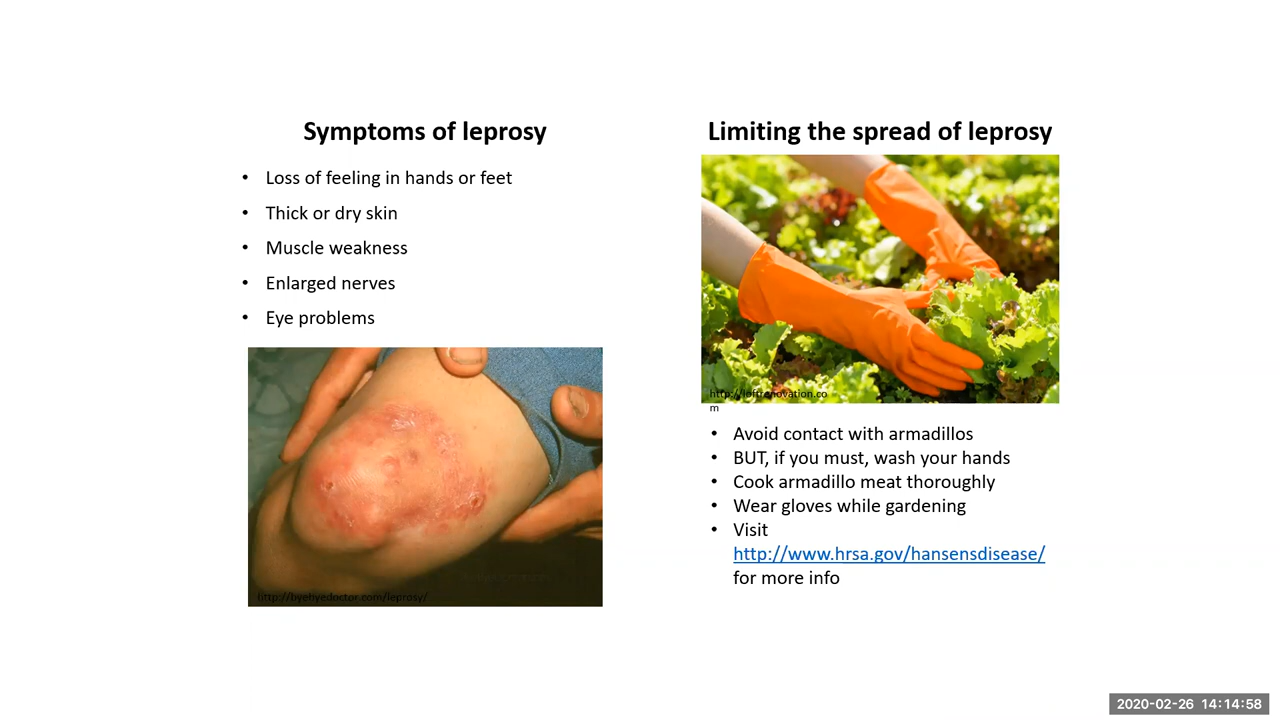 Symptoms of leprosy
• Loss of feeling in hands or feet
• Thick or dry skin
• Muscle weakness
• Enlarged nerves
• Eye problems
http://byebyedoctor.com/leprosy/
Limiting the spread of leprosy
http://loftrenovation.co
m
• Avoid contact with armadillos
• BUT, if you must, wash your hands
• Cook armadillo meat thoroughly
• Wear gloves while gardening
• Visit
http://www.hrsa.gov/hansensdisease/
for more info
2020-02-26 14:14:58